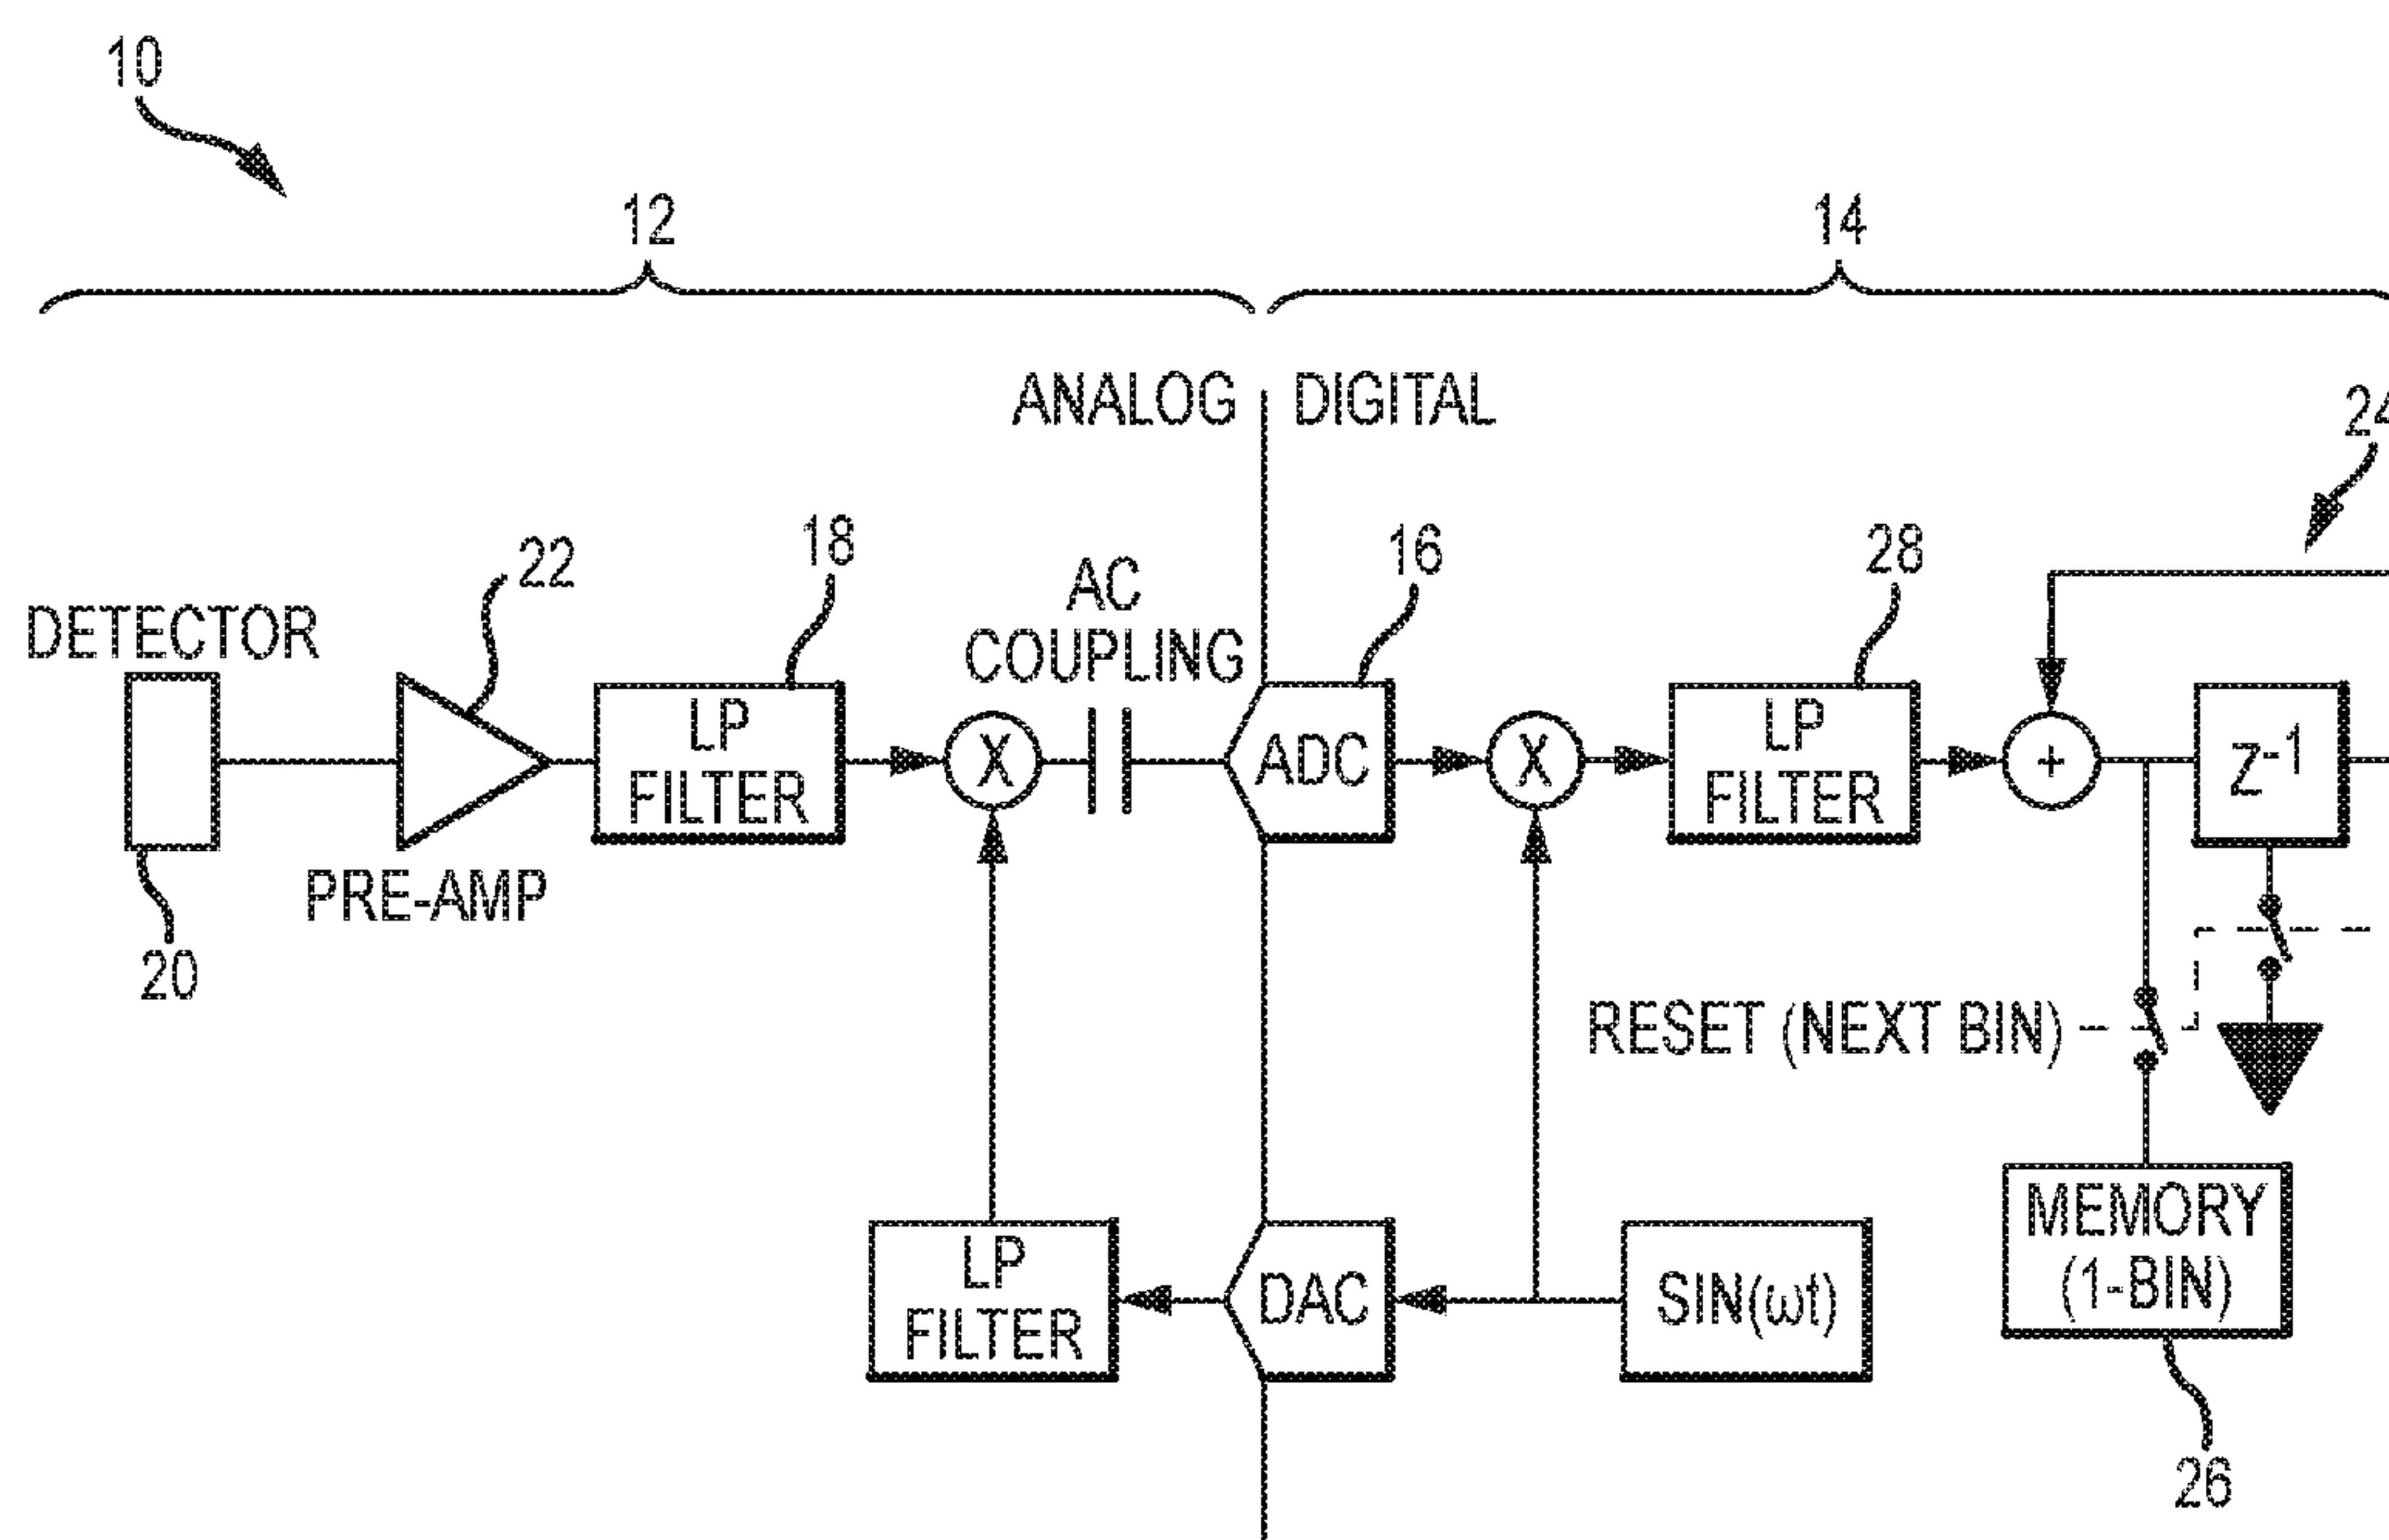 10
12
14
ANALOG
DIGITAL
24
22
18
AC
COUPLING
16
28
DETECTOR
LP
FILTER
X
ADC
X
LP
FILTER
+
Z-1
PRE-AMP
20
RESET (NEXT BIN)
LP
FILTER
DAC
SIN(ωt)
MEMORY
(1-BIN)
26